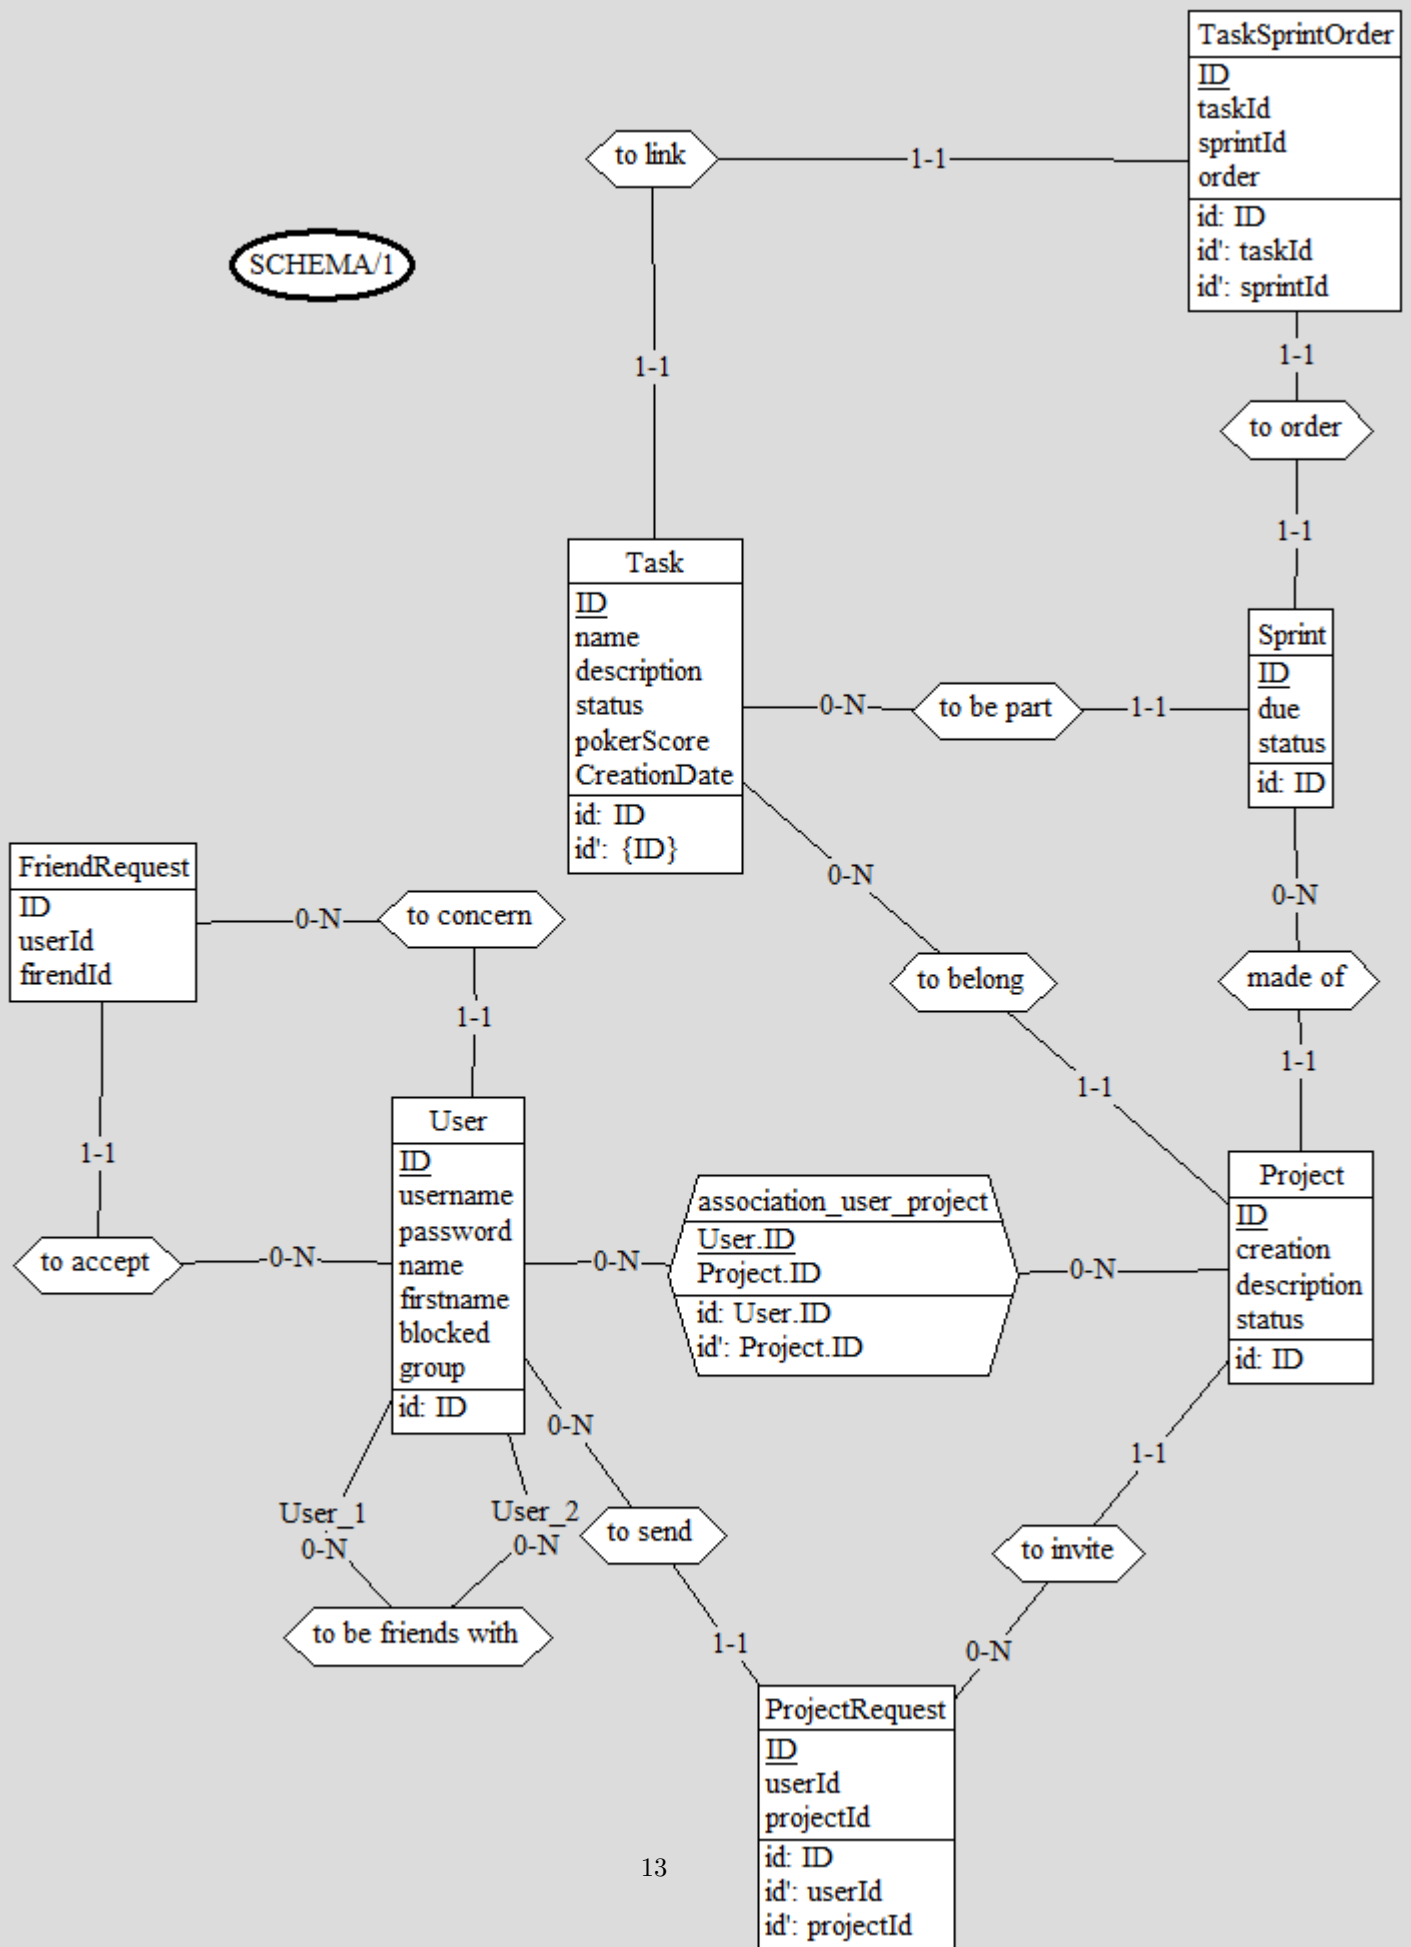 TaskSprintOrder
ID
taskId
sprintId
order
id: ID
id': taskId
id': sprintId
to link
1-1
SCHEMA/1
1-1
1-1
to order
1-1
Task
ID
name
description
status
pokerScore
CreationDate
id: ID
id': {ID}
0-N
to be part
1-1
Sprint
ID
due
status
id: ID
FriendRequest
ID
userId
firendId
0-N
to concern
1-1
0-N
to belong
1-1
0-N
made of
1-1
1-1
to accept
0-N
User
ID
username
password
name
firstname
blocked
group
id: ID
0-N
association_user_project
User.ID
Project.ID
id: User.ID
id': Project.ID
0-N
Project
ID
creation
description
status
id: ID
User_1
0-N
User_2
0-N
to be friends with
0-N
to send
1-1
1-1
to invite
0-N
ProjectRequest
ID
userId
projectId
id: ID
id': userId
id': projectId
13